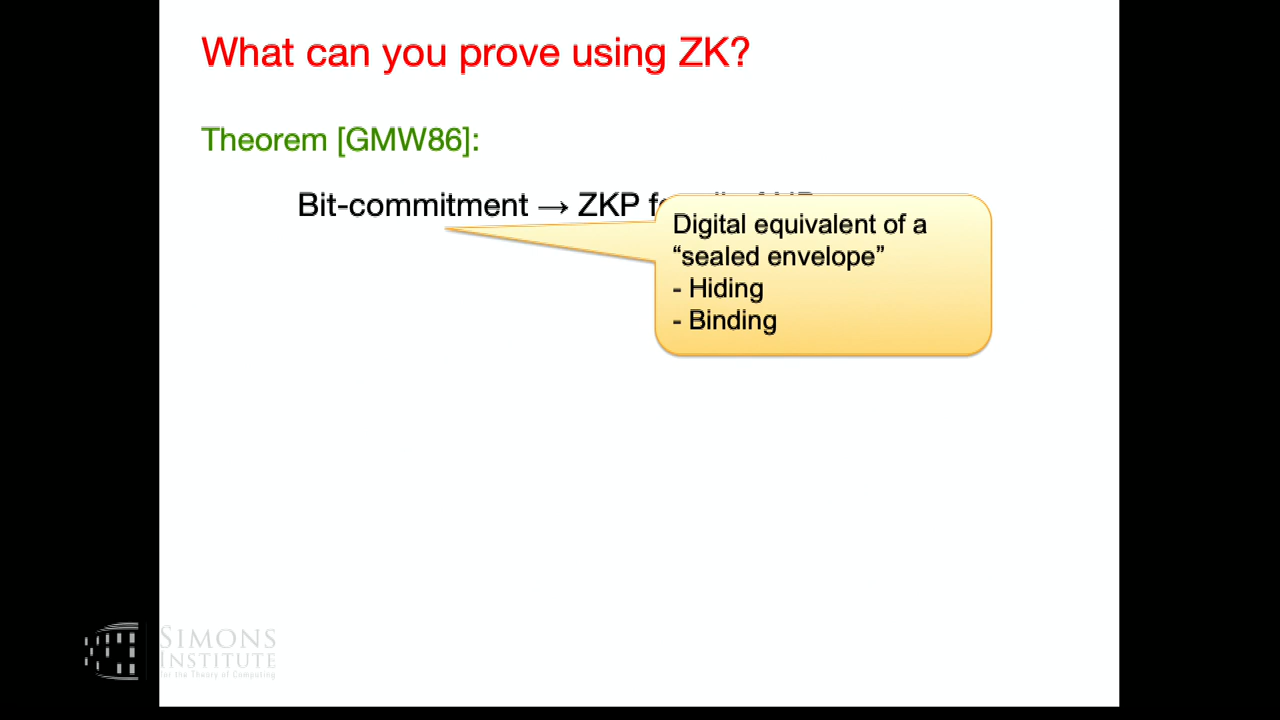 What can you prove using ZK?
Theorem [GMW86]:
Bit-commitment → ZKP
Digital equivalent of a
“sealed envelope”
- Hiding
- Binding
SIMONS
INSTITUTE
for the Theory of Computing